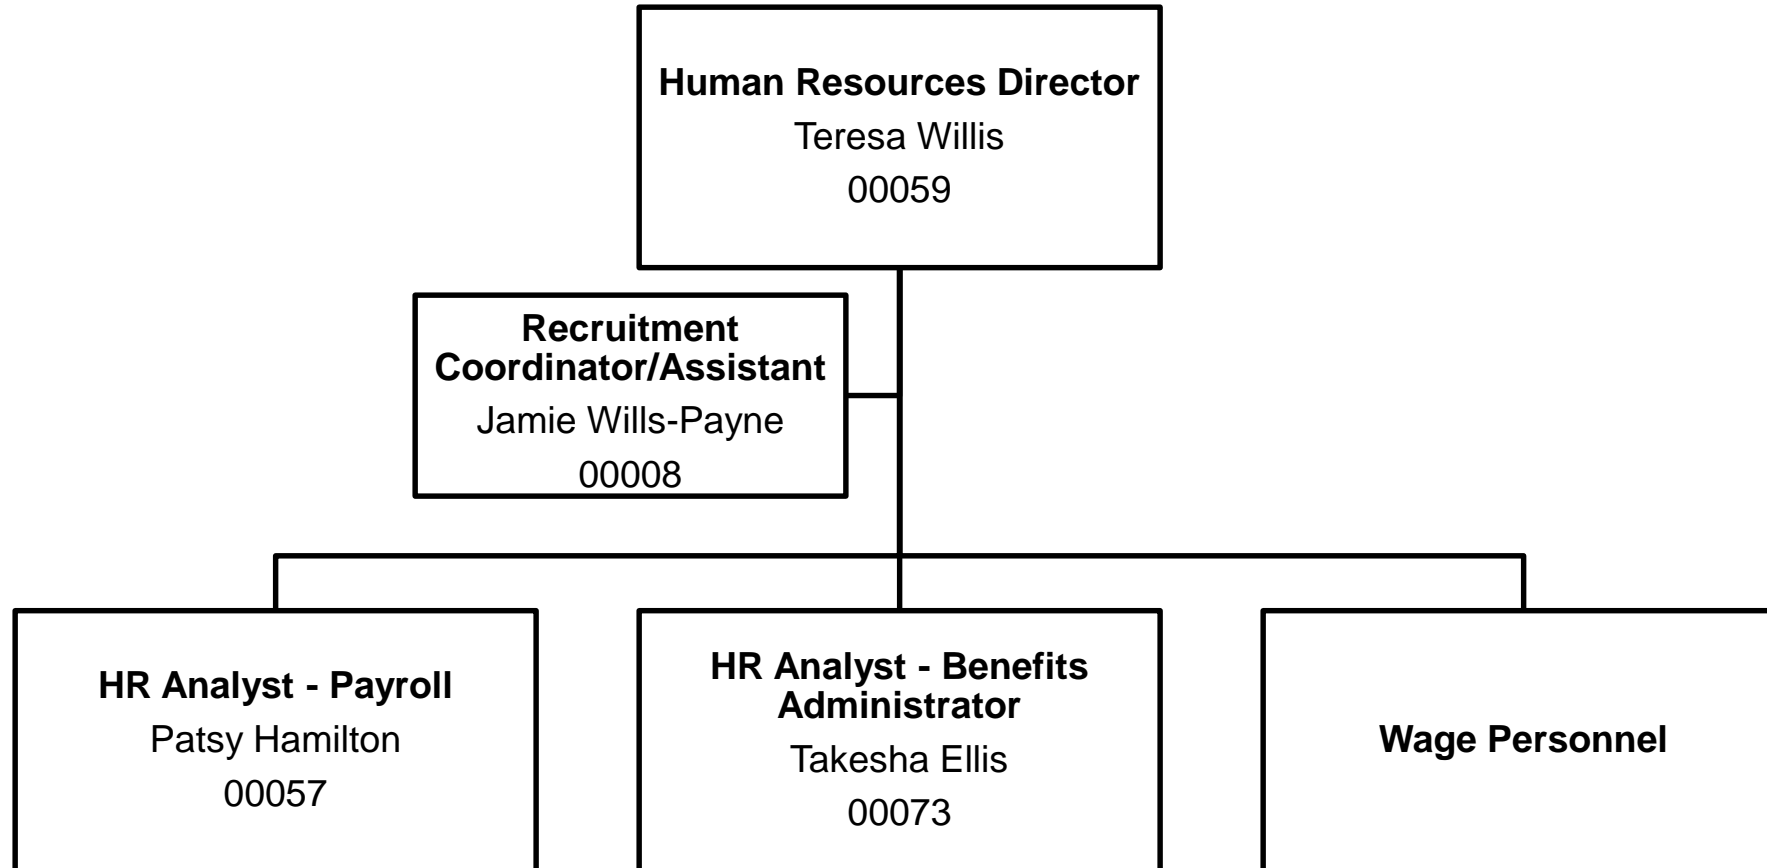 Human Resources Director
Teresa Willis
00059
Recruitment
Coordinator/Assistant
Jamie Wills-Payne
00008
HR Analyst - Payroll
Patsy Hamilton
00057
HR Analyst - Benefits
Administrator
Takesha Ellis
00073
Wage Personnel